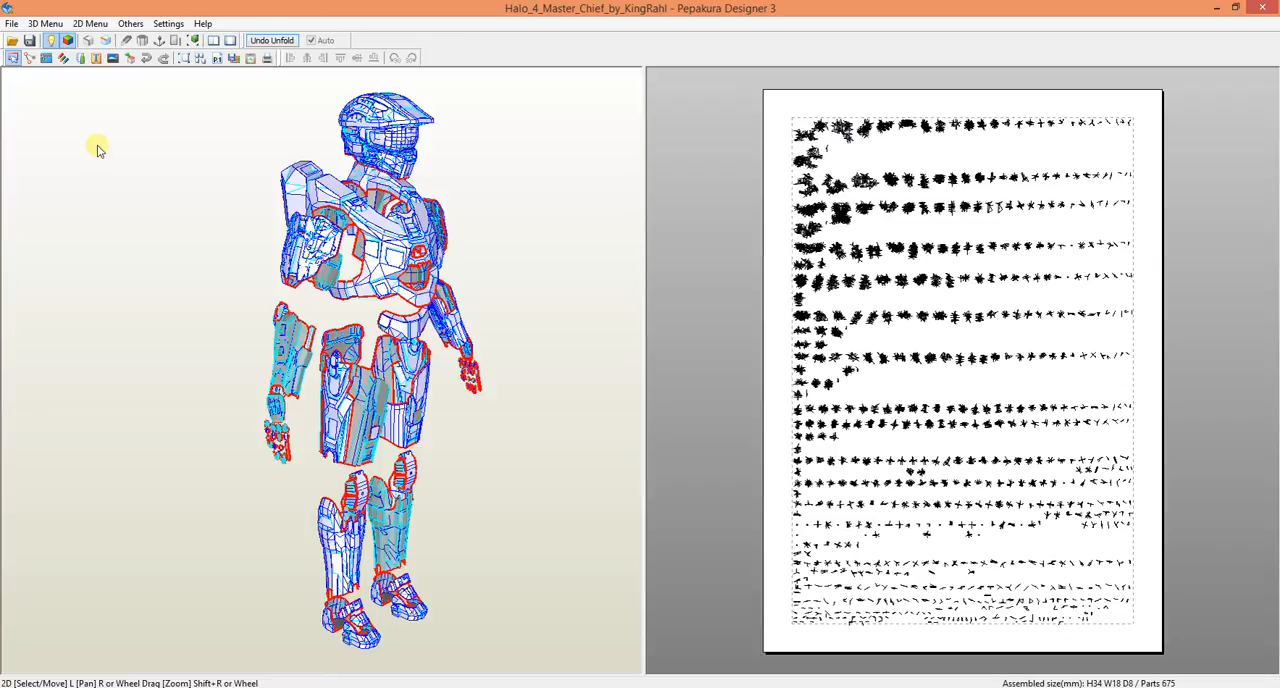 Halo_4_Master_Chief_by_KingRahl - Pepakura Designer 3
File 3D Menu 2D Menu Others Settings Help
Undo Unfold Auto
2D [Select/Move] L [Pan] R or Wheel Drag [Zoom] Shift+R or Wheel Assembled size(mm): H34 W18 D8 / Parts 675